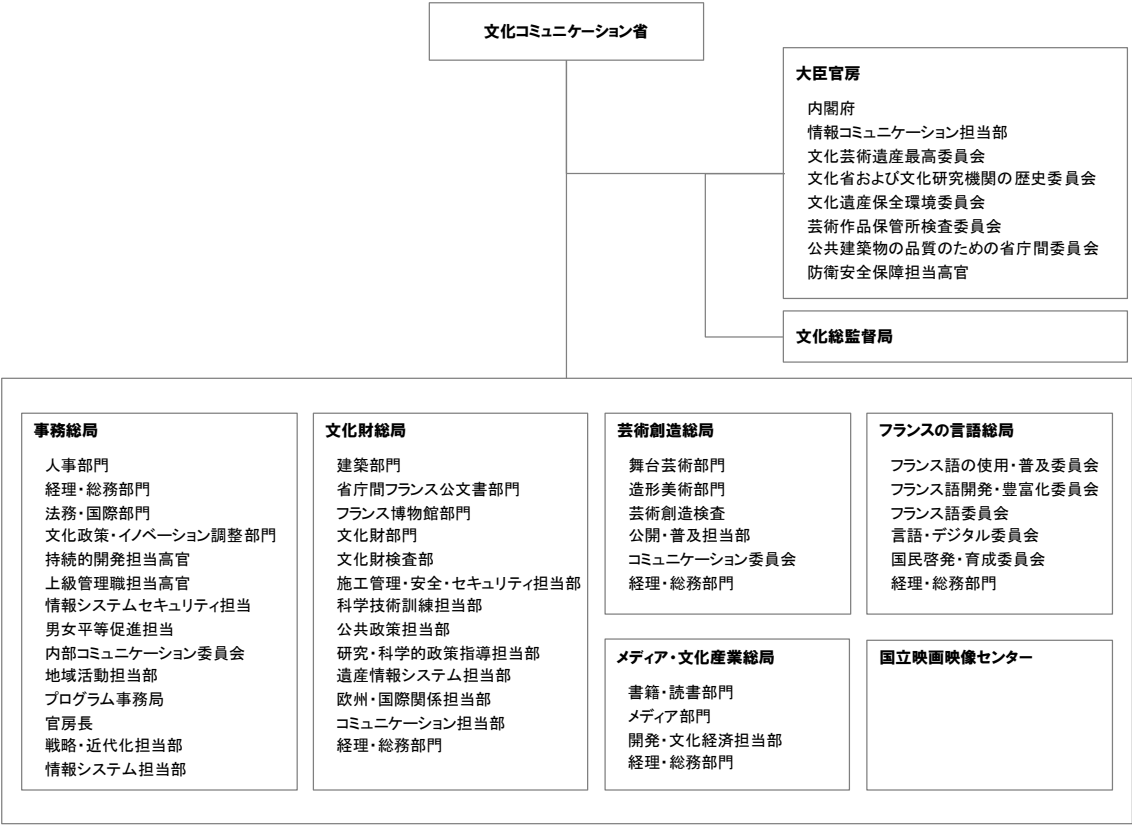 文化コミュニケーション省
大臣官房
内閣府
情報コミュニケーション担当部
文化芸術遺産最高委員会
文化省および文化研究機関の歴史委員会
文化遺産保全環境委員会
芸術作品保管所検査委員会
公共建築物の品質のための省庁間委員会
防衛安全保障担当高官
文化総監督局
事務総局
人事部門
経理・総務部門
法務・国際部門
文化政策・イノベーション調整部門
持続的開発担当高官
上級管理職担当高官
情報システムセキュリティ担当
男女平等促進担当
内部コミュニケーション委員会
地域活動担当部
プログラム事務局
官房長
戦略・近代化担当部
情報システム担当部
文化財総局
建築部門
省庁間フランス公文書部門
フランス博物館部門
文化財部門
文化財検査部
施工管理・安全・セキュリティ担当部
科学技術訓練担当部
公共政策担当部
研究・科学的政策指導担当部
遺産情報システム担当部
欧州・国際関係担当部
コミュニケーション担当部
経理・総務部門
芸術創造総局
舞台芸術部門
造形美術部門
芸術創造検査
公開・普及担当部
コミュニケーション委員会
経理・総務部門
フランスの言語総局
フランス語の使用・普及委員会
フランス語開発・豊富化委員会
フランス語委員会
言語・デジタル委員会
国民啓発・育成委員会
経理・総務部門
メディア・文化産業総局
書籍・読書部門
メディア部門
開発・文化経済担当部
経理・総務部門
国立映画映像センター